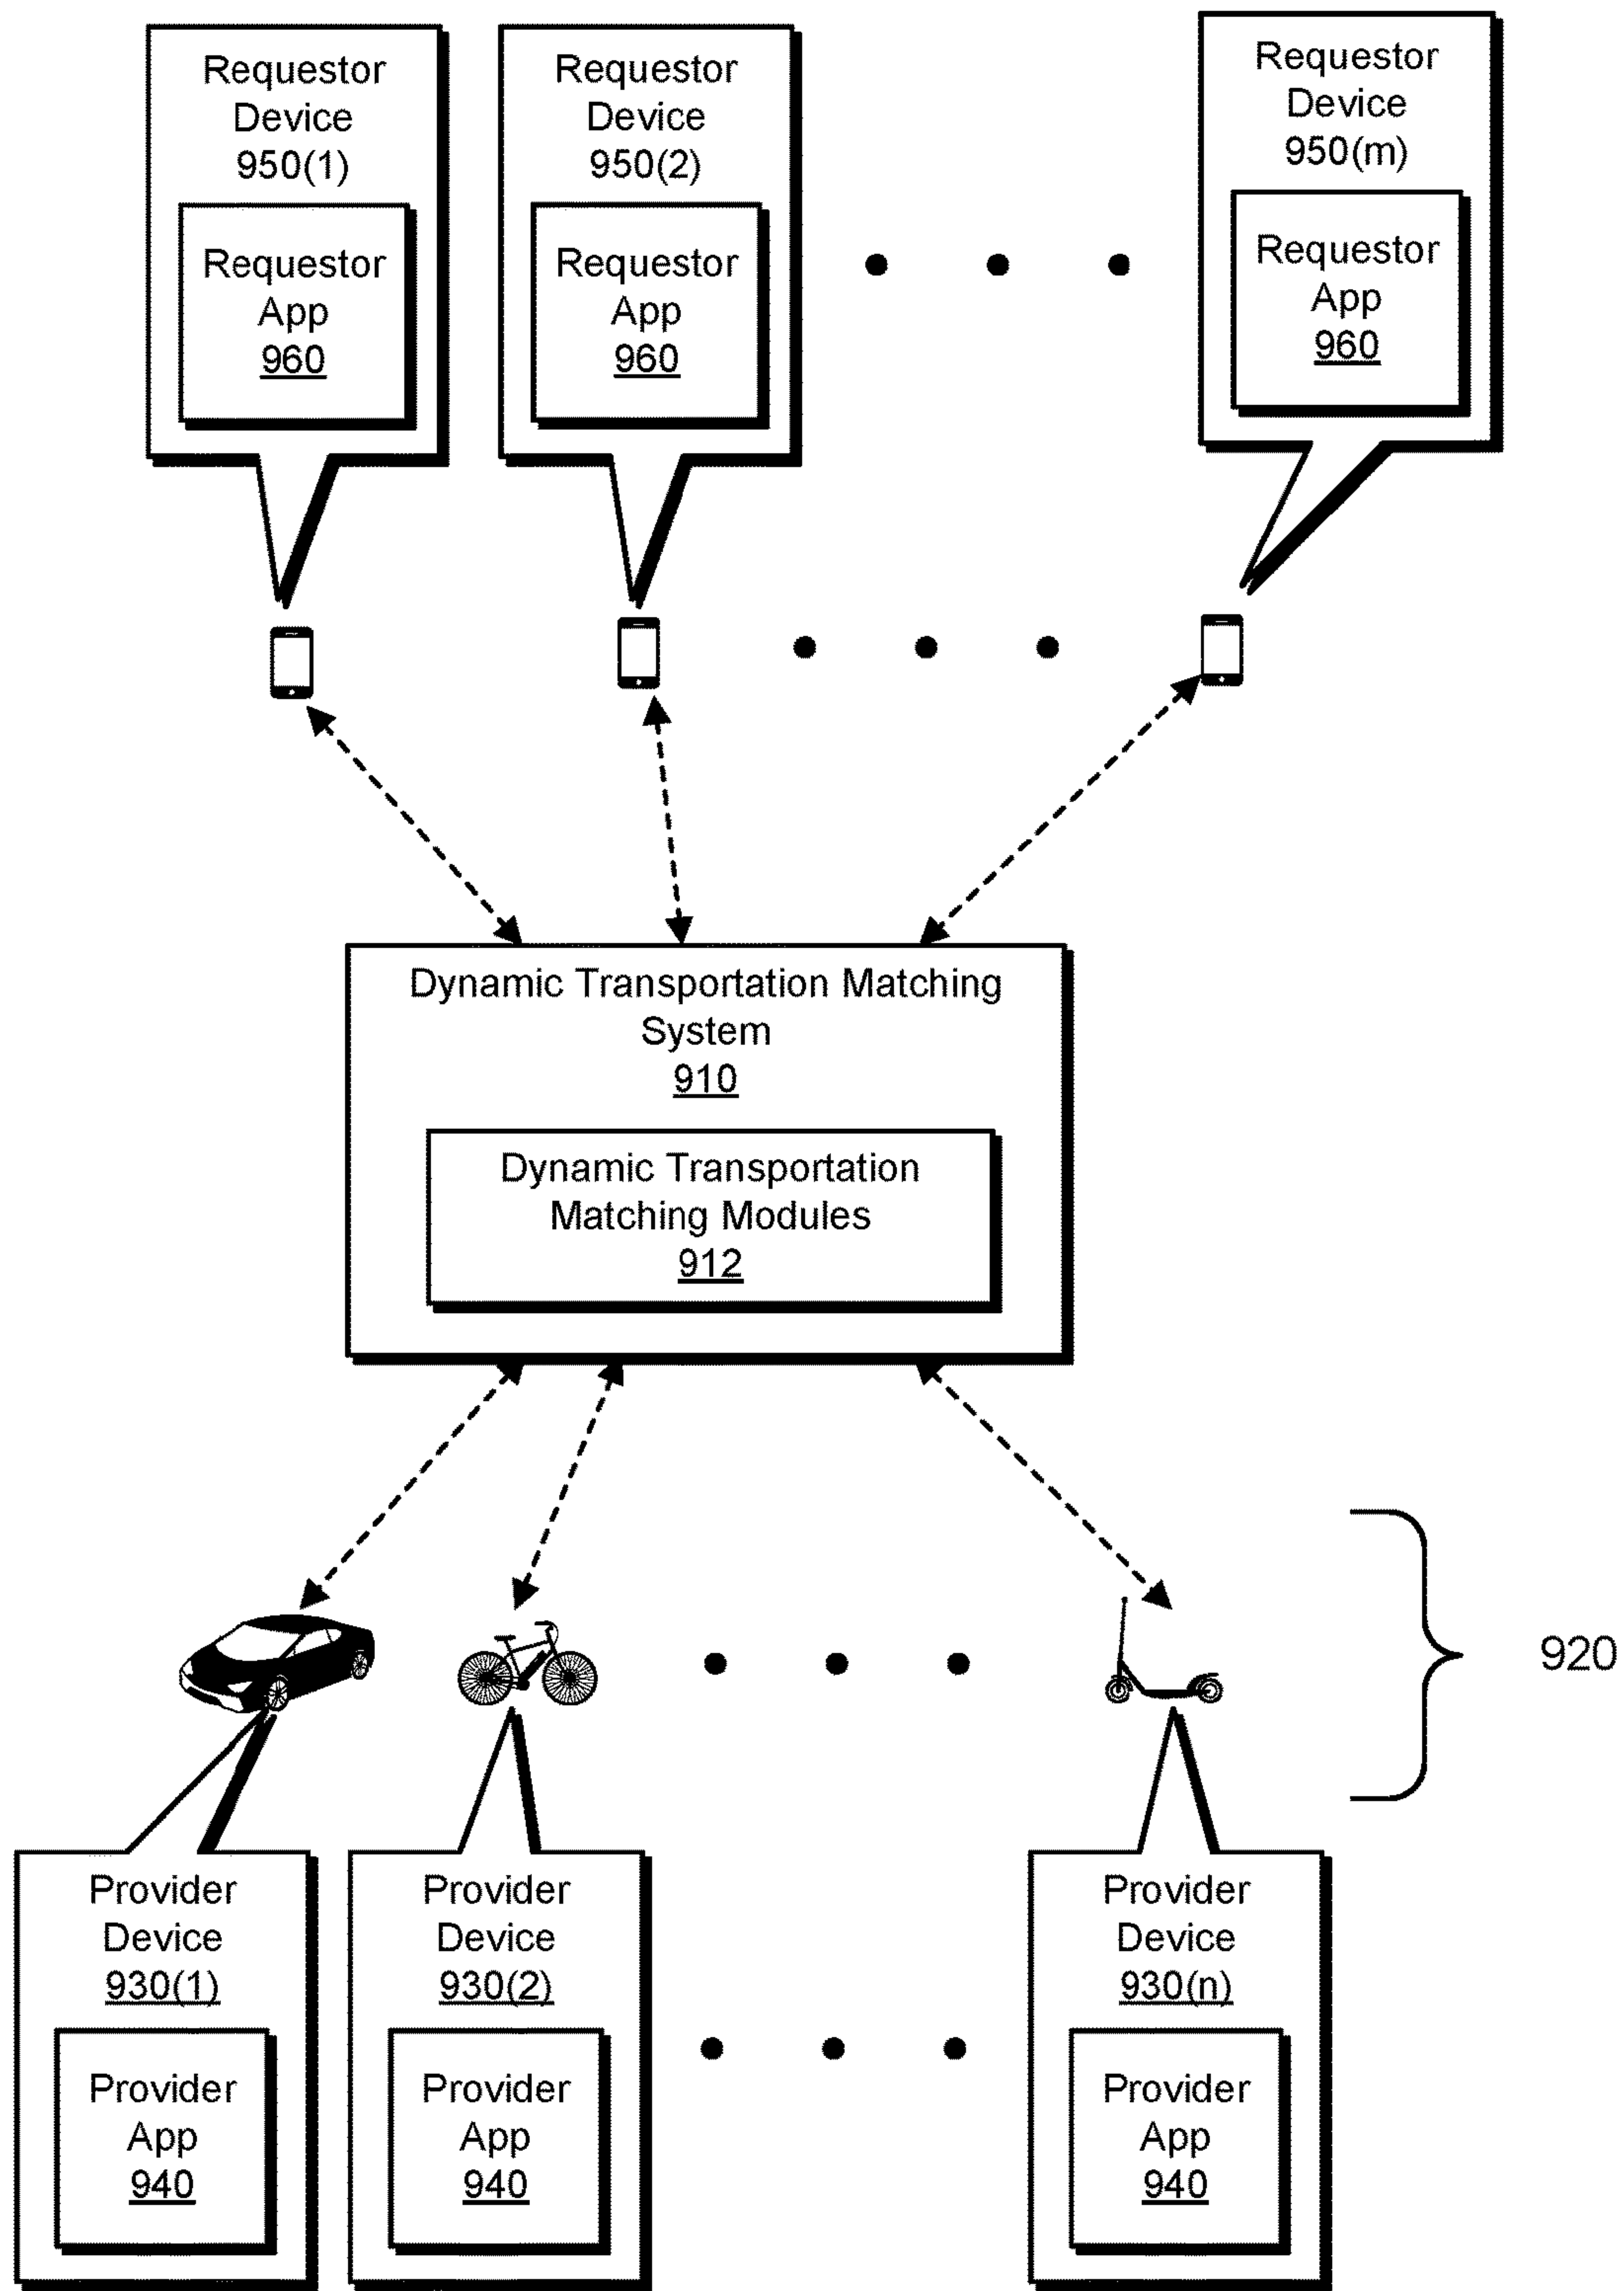 Requestor
Device
950(1)
Requestor
App
960
Requestor
Device
950(2)
Requestor
App
960
Requestor
Device
950(m)
Requestor
App
960
Dynamic Transportation Matching
System
910
Dynamic Transportation
Matching Modules
912
920
Provider
Device
930(1)
Provider
App
940
Provider
Device
930(2)
Provider
App
940
Provider
Device
930(n)
Provider
App
940